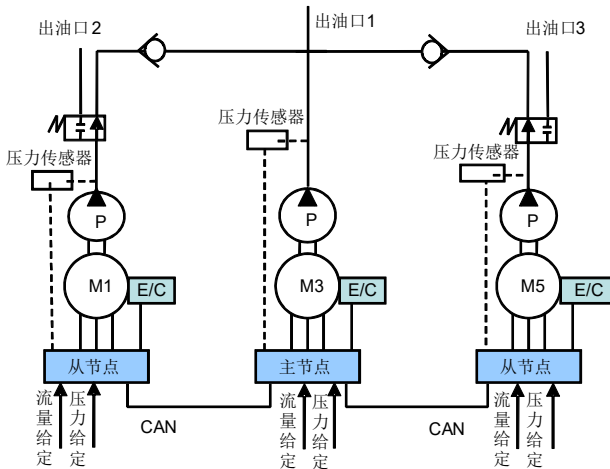 出油口2
出油口1
出油口3
压力传感器
压力传感器
压力传感器
P
P
P
M1
E/C
M3
E/C
M5
E/C
从节点
主节点
从节点
流量给定
压力给定
CAN
流量给定
压力给定
CAN
流量给定
压力给定